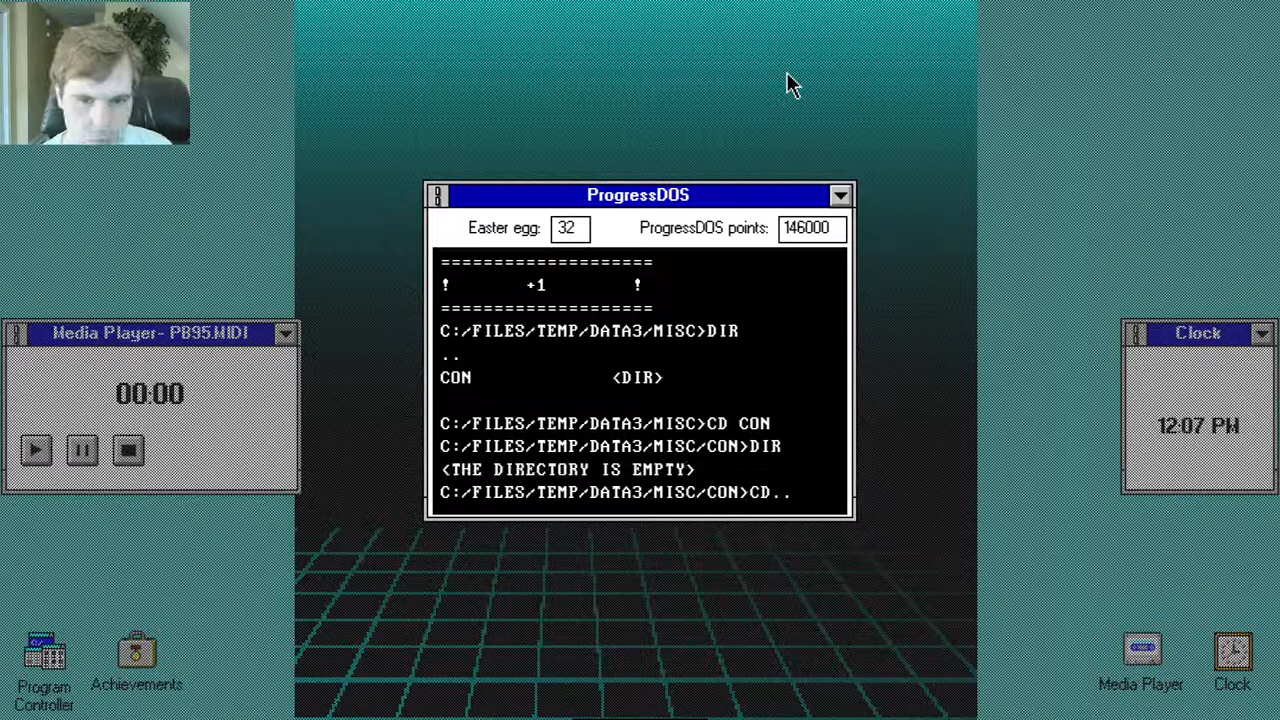 ProgressDOS
Easter egg: 32 ProgressDOS points: 146000
====================
! +1 !
====================
C:/FILES/TEMP/DATA3/MISC>DIR
..
CON <DIR>
C:/FILES/TEMP/DATA3/MISC>CD CON
C:/FILES/TEMP/DATA3/MISC/CON>DIR
<THE DIRECTORY IS EMPTY>
C:/FILES/TEMP/DATA3/MISC/CON>CD..
Media Player- PB95.MIDI
00:00
Clock
12:07 PM
Program
Controller
Achievements
Media Player
Clock